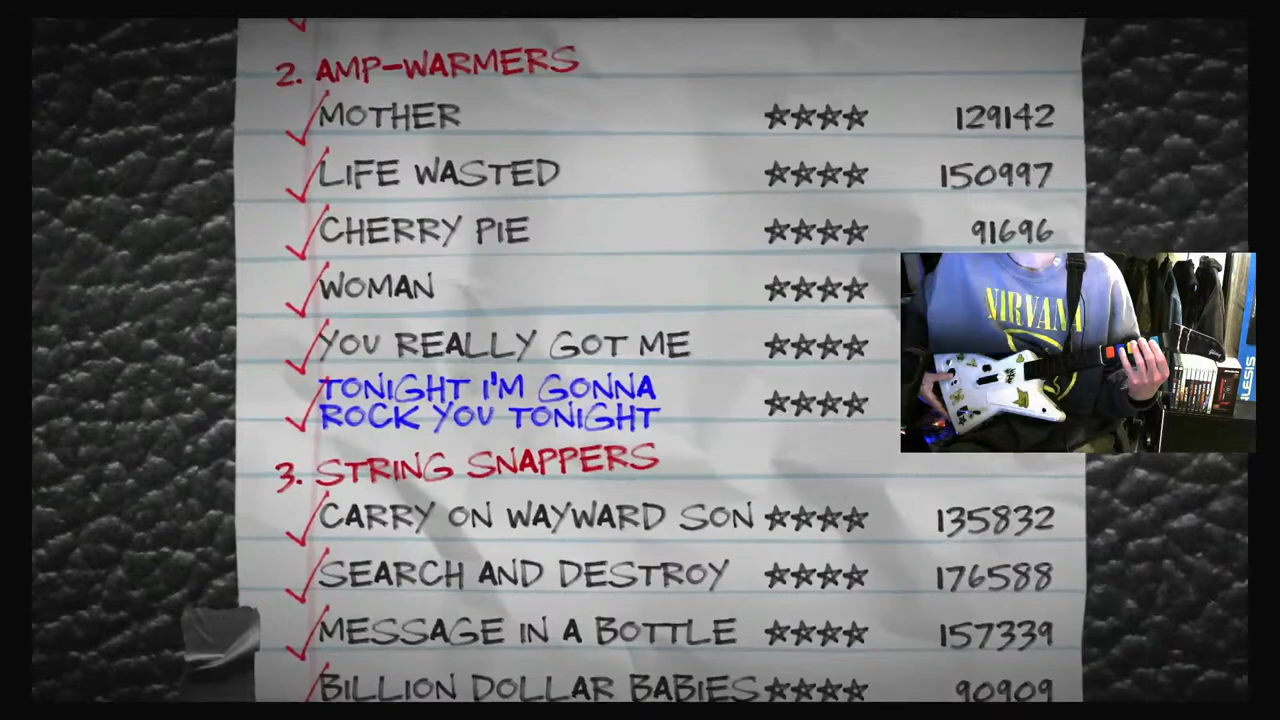 2. AMP-WARMERS
MOTHER ★★★★ 129142
LIFE WASTED ★★★★ 150997
CHERRY PIE ★★★★ 91696
WOMAN ★★★★
YOU REALLY GOT ME ★★★★
TONIGHT I'M GONNA
ROCK YOU TONIGHT ★★★★
3. STRING SNAPPERS
CARRY ON WAYWARD SON ★★★★ 135832
SEARCH AND DESTROY ★★★★ 176588
MESSAGE IN A BOTTLE ★★★★ 157339
BILLION DOLLAR BABIES ★★★★ 90909
NIRVANA
LESIS